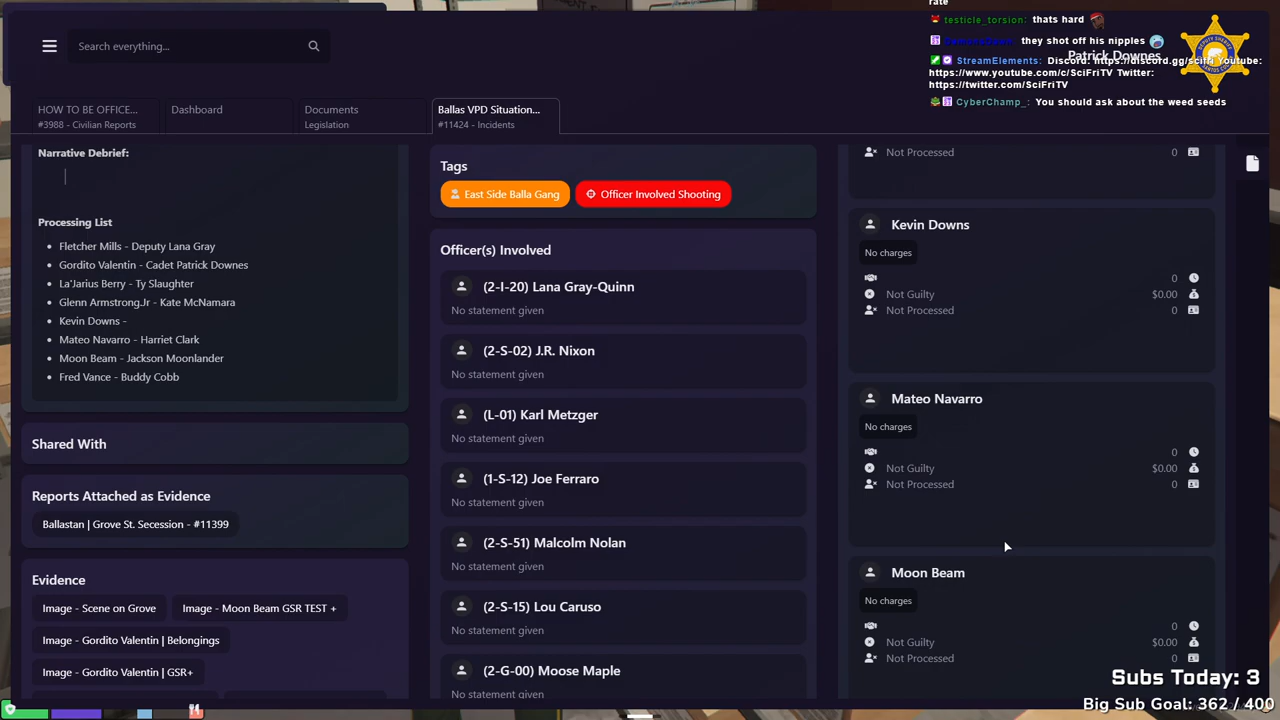 rate
testicle_torsion: thats hard
they shot off his nipples
Search everything...
Patrick Downes
StreamElements: Discord: https://discord.gg/scifri Youtube:
https://www.youtube.com/c/SciFriTV Twitter:
https://twitter.com/SciFriTV
CyberChamp_: You should ask about the weed seeds
HOW TO BE OFFICE...
#3988 - Civilian Reports
Dashboard
Documents
Legislation
Ballas VPD Situation...
#11424 - Incidents
Narrative Debrief:
Processing List
Fletcher Mills - Deputy Lana Gray
Gordito Valentin - Cadet Patrick Downes
La'Jarius Berry - Ty Slaughter
Glenn Armstrong.Jr - Kate McNamara
Kevin Downs -
Mateo Navarro - Harriet Clark
Moon Beam - Jackson Moonlander
Fred Vance - Buddy Cobb
Shared With
Reports Attached as Evidence
Ballastan | Grove St. Secession - #11399
Evidence
Image - Scene on Grove
Image - Moon Beam GSR TEST +
Image - Gordito Valentin | Belongings
Image - Gordito Valentin | GSR+
Tags
East Side Balla Gang
Officer Involved Shooting
Officer(s) Involved
(2-I-20) Lana Gray-Quinn
No statement given
(2-S-02) J.R. Nixon
No statement given
(L-01) Karl Metzger
No statement given
(1-S-12) Joe Ferraro
No statement given
(2-S-51) Malcolm Nolan
No statement given
(2-S-15) Lou Caruso
No statement given
(2-G-00) Moose Maple
No statement given
Not Processed 0
Kevin Downs
No charges
0
Not Guilty $0.00
Not Processed 0
Mateo Navarro
No charges
0
Not Guilty $0.00
Not Processed 0
Moon Beam
No charges
0
Not Guilty $0.00
Not Processed 0
Subs Today: 3
Big Sub Goal: 362 / 400